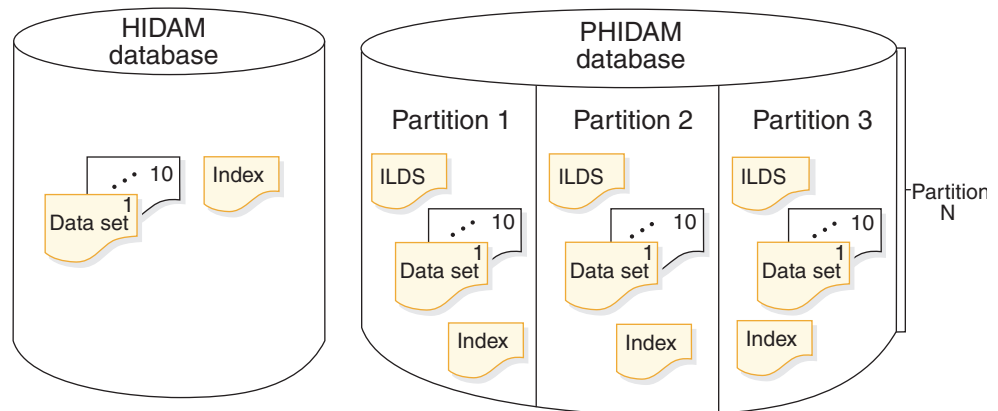 HIDAM
database
10
1
Data set
Index
PHIDAM
database
Partition 1
Partition 2
Partition 3
ILDS
ILDS
ILDS
10
1
Data set
10
1
Data set
10
1
Data set
Index
Index
Index
Partition
N